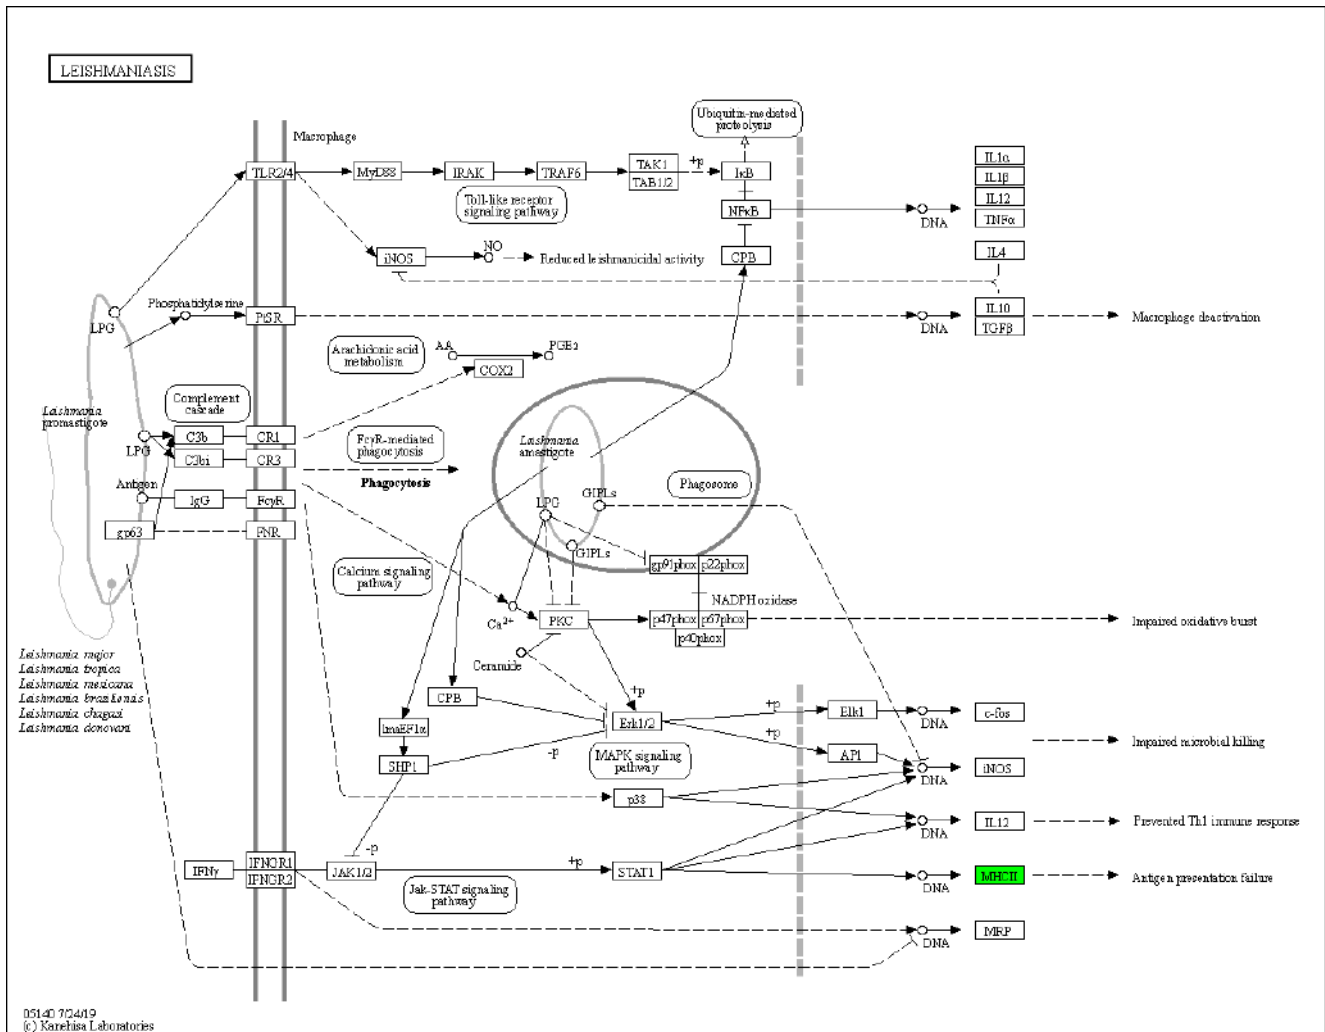 LEISHMANIASIS
Macrophage
Ubiquitin-mediated
proteolysis
TLR2/4
MyD88
IRAK
TRAF6
TAK1
TAB1/2
+p
IκB
Toll-like receptor
signaling pathway
NFκB
DNA
IL1α
IL1β
IL12
TNFα
iNOS
NO
Reduced leishmanicidal activity
CPB
IL4
Phosphatidylserine
LPG
PtSR
DNA
IL10
TGFβ
Macrophage deactivation
Arachidonic acid
metabolism
AA
PGE2
COX2
Complement
cascade
Leishmania
promastigote
LPG
C3b
CR1
C3bi
CR3
FcγR-mediated
phagocytosis
Phagocytosis
Leishmania
amastigote
Phagosome
Antigen
IgG
FcγR
gp63
FNR
LPG
GIPLs
GIPLs
Calcium signaling
pathway
gp91phox
p22phox
NADPH oxidase
Ca2+
PKC
p47phox
p67phox
p40phox
Impaired oxidative burst
Ceramide
Leishmania major
Leishmania tropica
Leishmania mexicana
Leishmania braziliensis
Leishmania chagasi
Leishmania donovani
CPB
+p
lmaEF1α
Erk1/2
+p
Elk1
DNA
c-fos
+p
AP1
Impaired microbial killing
SHP1
-p
MAPK signaling
pathway
DNA
iNOS
p38
DNA
IL12
Prevented Th1 immune response
IFNγ
IFNGR1
IFNGR2
-p
JAK1/2
+p
STAT1
Jak-STAT signaling
pathway
DNA
MHCII
Antigen presentation failure
DNA
MRP
05140 7/24/19
(c) Kanehisa Laboratories